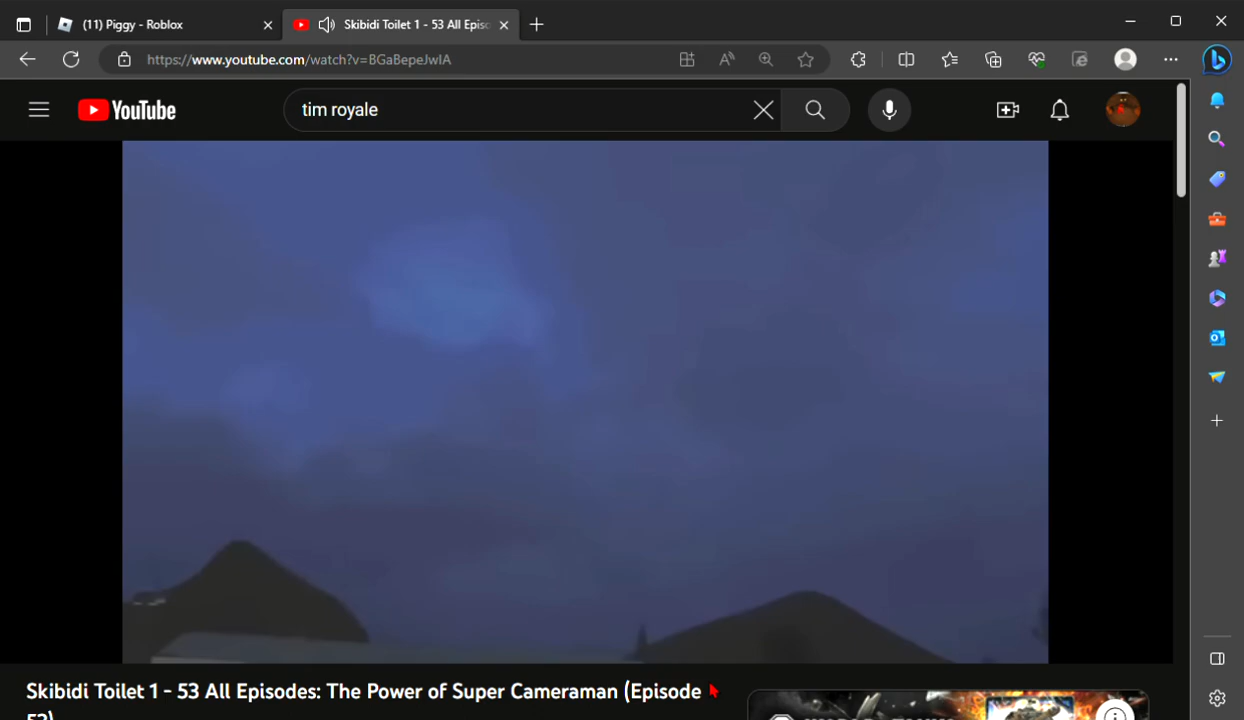 (11) Piggy - Roblox
Skibidi Toilet 1 - 53 All Episo
https://www.youtube.com/watch?v=BGaBepeJwIA
YouTube
tim royale
Skibidi Toilet 1 - 53 All Episodes: The Power of Super Cameraman (Episode
53)